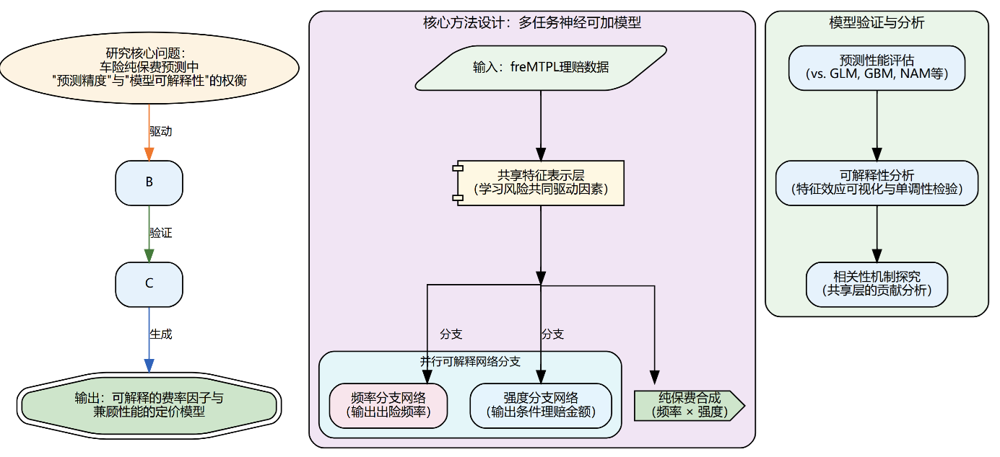 研究核心问题：
车险纯保费预测中
"预测精度"与"模型可解释性"的权衡
驱动
B
验证
C
生成
输出：可解释的费率因子与
兼顾性能的定价模型
核心方法设计：多任务神经可加模型
输入：freMTPL理赔数据
共享特征表示层
（学习风险共同驱动因素）
分支
分支
并行可解释网络分支
频率分支网络
（输出出险频率）
强度分支网络
（输出条件理赔金额）
纯保费合成
（频率 × 强度）
模型验证与分析
预测性能评估
（vs. GLM, GBM, NAM等）
可解释性分析
（特征效应可视化与单调性检验）
相关性机制探究
（共享层的贡献分析）